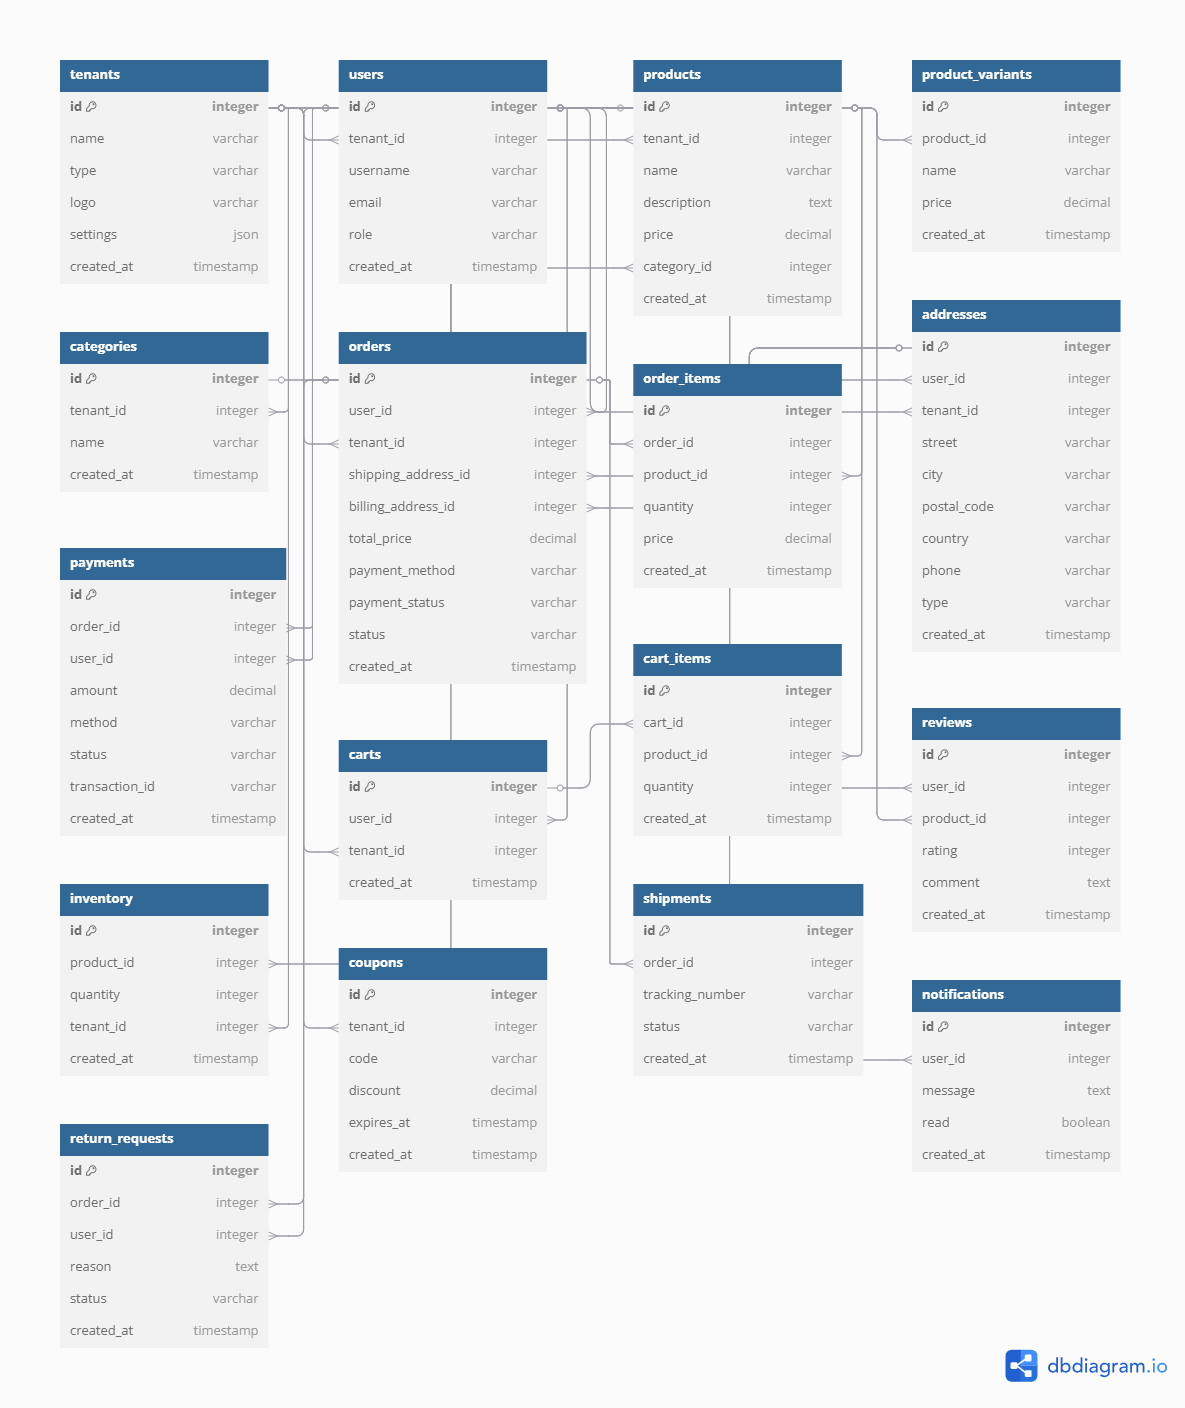 tenants
id integer
name varchar
type varchar
logo varchar
settings json
created_at timestamp
users
id integer
tenant_id integer
username varchar
email varchar
role varchar
created_at timestamp
products
id integer
tenant_id integer
name varchar
description text
price decimal
category_id integer
created_at timestamp
product_variants
id integer
product_id integer
name varchar
price decimal
created_at timestamp
categories
id integer
tenant_id integer
name varchar
created_at timestamp
orders
id integer
user_id integer
tenant_id integer
shipping_address_id integer
billing_address_id integer
total_price decimal
payment_method varchar
payment_status varchar
status varchar
created_at timestamp
order_items
id integer
order_id integer
product_id integer
quantity integer
price decimal
created_at timestamp
addresses
id integer
user_id integer
tenant_id integer
street varchar
city varchar
postal_code varchar
country varchar
phone varchar
type varchar
created_at timestamp
payments
id integer
order_id integer
user_id integer
amount decimal
method varchar
status varchar
transaction_id varchar
created_at timestamp
carts
id integer
user_id integer
tenant_id integer
created_at timestamp
cart_items
id integer
cart_id integer
product_id integer
quantity integer
created_at timestamp
reviews
id integer
user_id integer
product_id integer
rating integer
comment text
created_at timestamp
inventory
id integer
product_id integer
quantity integer
tenant_id integer
created_at timestamp
coupons
id integer
tenant_id integer
code varchar
discount decimal
expires_at timestamp
created_at timestamp
shipments
id integer
order_id integer
tracking_number varchar
status varchar
created_at timestamp
notifications
id integer
user_id integer
message text
read boolean
created_at timestamp
return_requests
id integer
order_id integer
user_id integer
reason text
status varchar
created_at timestamp
dbdiagram.io